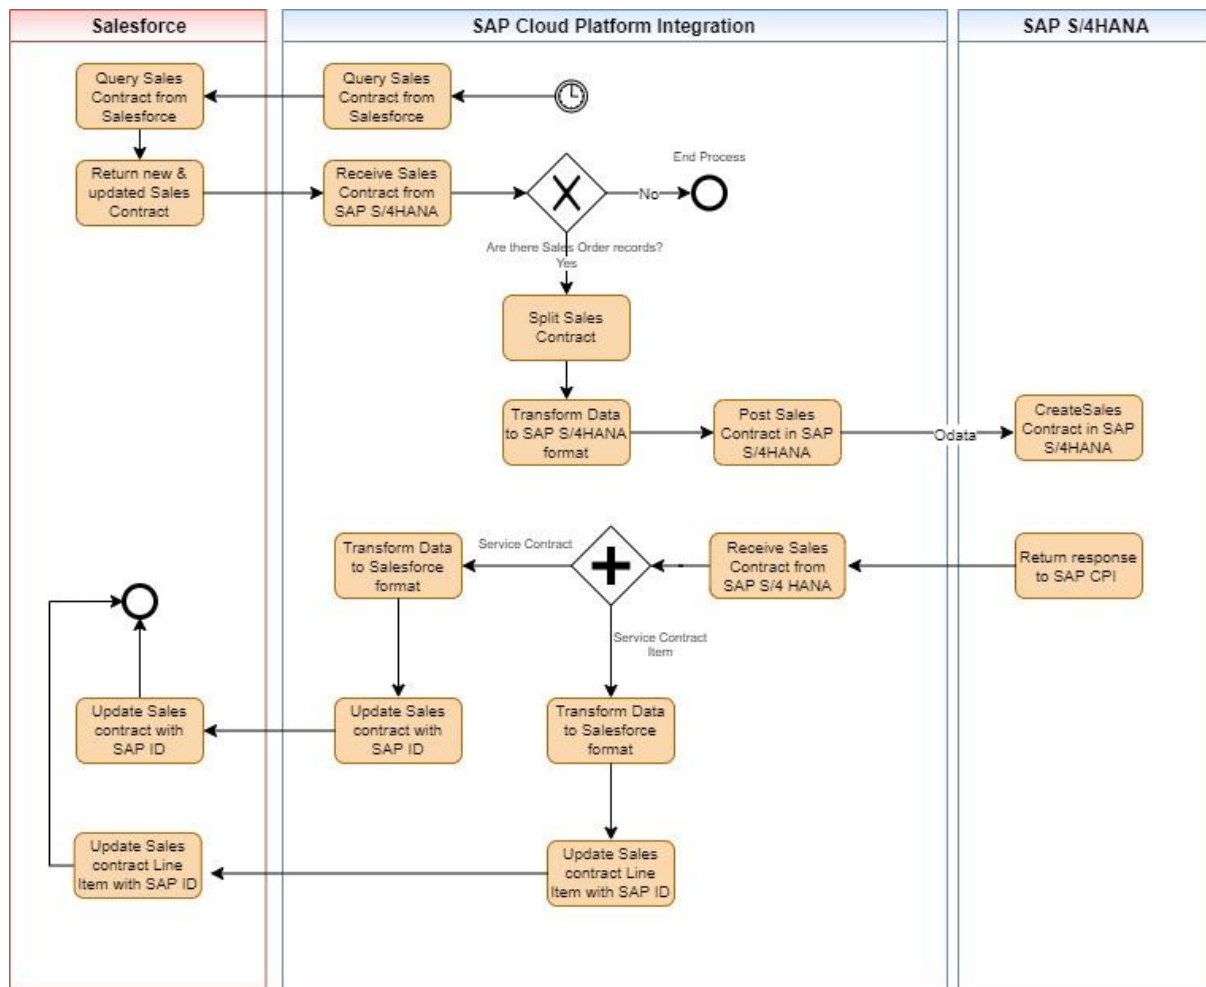 Salesforce
SAP Cloud Platform Integration
SAP S/4HANA
Query Sales
Contract from
Salesforce
Query Sales
Contract from
Salesforce
Return new &
updated Sales
Contract
Receive Sales
Contract from
SAP S/4HANA
No
End Process
Are there Sales Order records?
Yes
Split Sales
Contract
Transform Data
to SAP S/4HANA
format
Post Sales
Contract in SAP
S/4HANA
Odata
CreateSales
Contract in SAP
S/4HANA
Return response
to SAP CPI
Receive Sales
Contract from
SAP S/4 HANA
Service Contract
Transform Data
to Salesforce
format
Service Contract
Item
Update Sales
contract with
SAP ID
Update Sales
contract with
SAP ID
Transform Data
to Salesforce
format
Update Sales
contract Line
Item with SAP ID
Update Sales
contract Line
Item with SAP ID